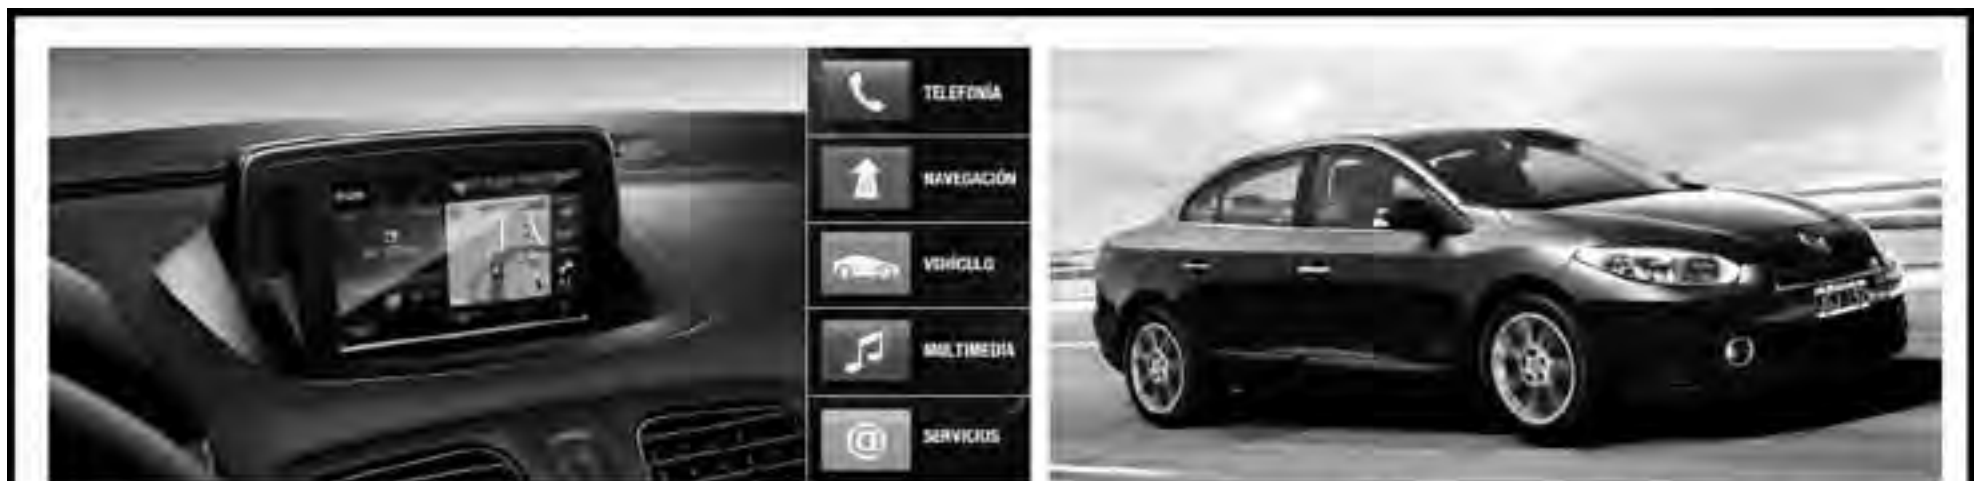 TELEFONÍA
NAVEGACIÓN
VEHÍCULO
MULTIMEDIA
SERVICIOS